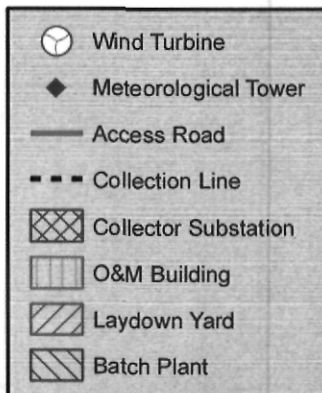 Wind Turbine
Meteorological Tower
Access Road
Collection Line
Collector Substation
O&M Building
Laydown Yard
Batch Plant